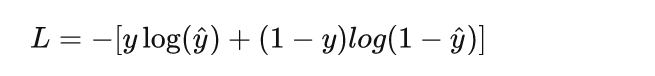 L = −[y log(ŷ) + (1 − y)log(1 − ŷ)]